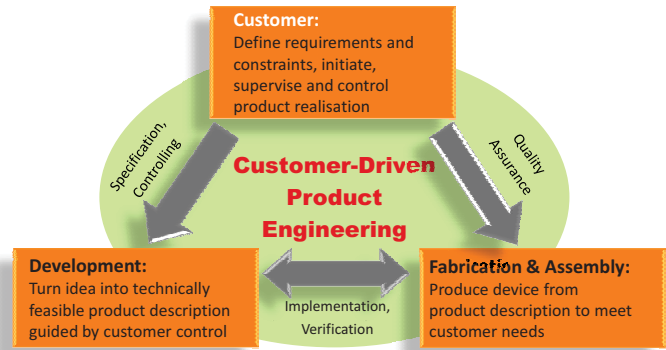 Customer:
Define requirements and
constraints, initiate,
supervise and control
product realisation
Specification,
Controlling
Quality
Assurance
Customer-Driven
Product
Engineering
Development:
Turn idea into technically
feasible product description
guided by customer control
Implementation,
Verification
Fabrication & Assembly:
Produce device from
product description to meet
customer needs